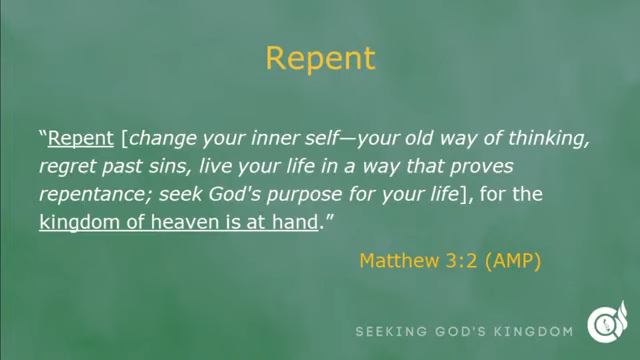 Repent
“Repent [change your inner self—your old way of thinking,
regret past sins, live your life in a way that proves
repentance; seek God's purpose for your life], for the
kingdom of heaven is at hand.”
Matthew 3:2 (AMP)
SEEKING GOD'S KINGDOM